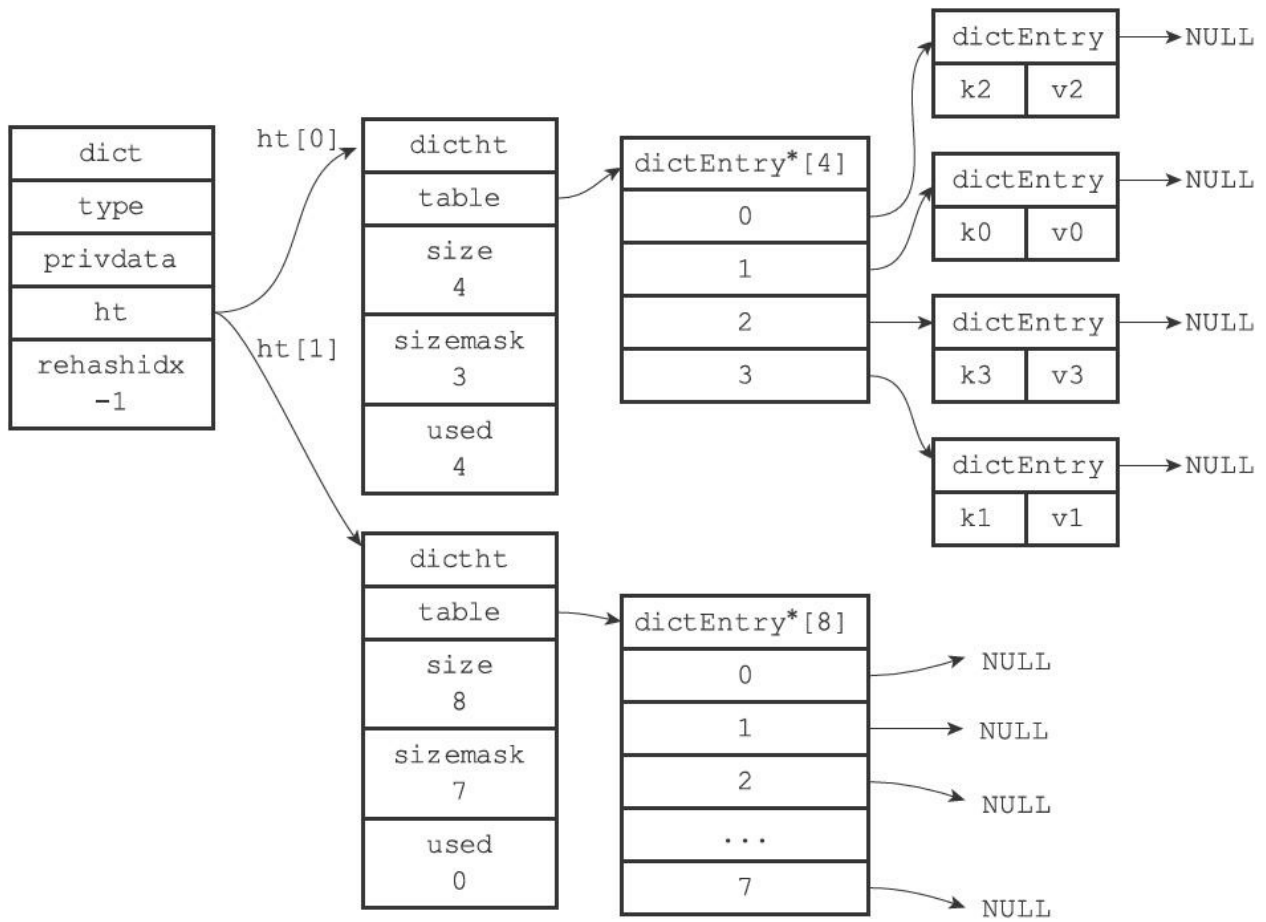 dict
type
privdata
ht
rehashidx
-1
ht[0]
ht[1]
dictht
table
size
4
sizemask
3
used
4
dictEntry*[4]
0
1
2
3
dictEntry
NULL
k2 v2
dictEntry
NULL
k0 v0
dictEntry
NULL
k3 v3
dictEntry
NULL
k1 v1
dictht
table
size
8
sizemask
7
used
0
dictEntry*[8]
0
NULL
1
NULL
2
NULL
...
7
NULL